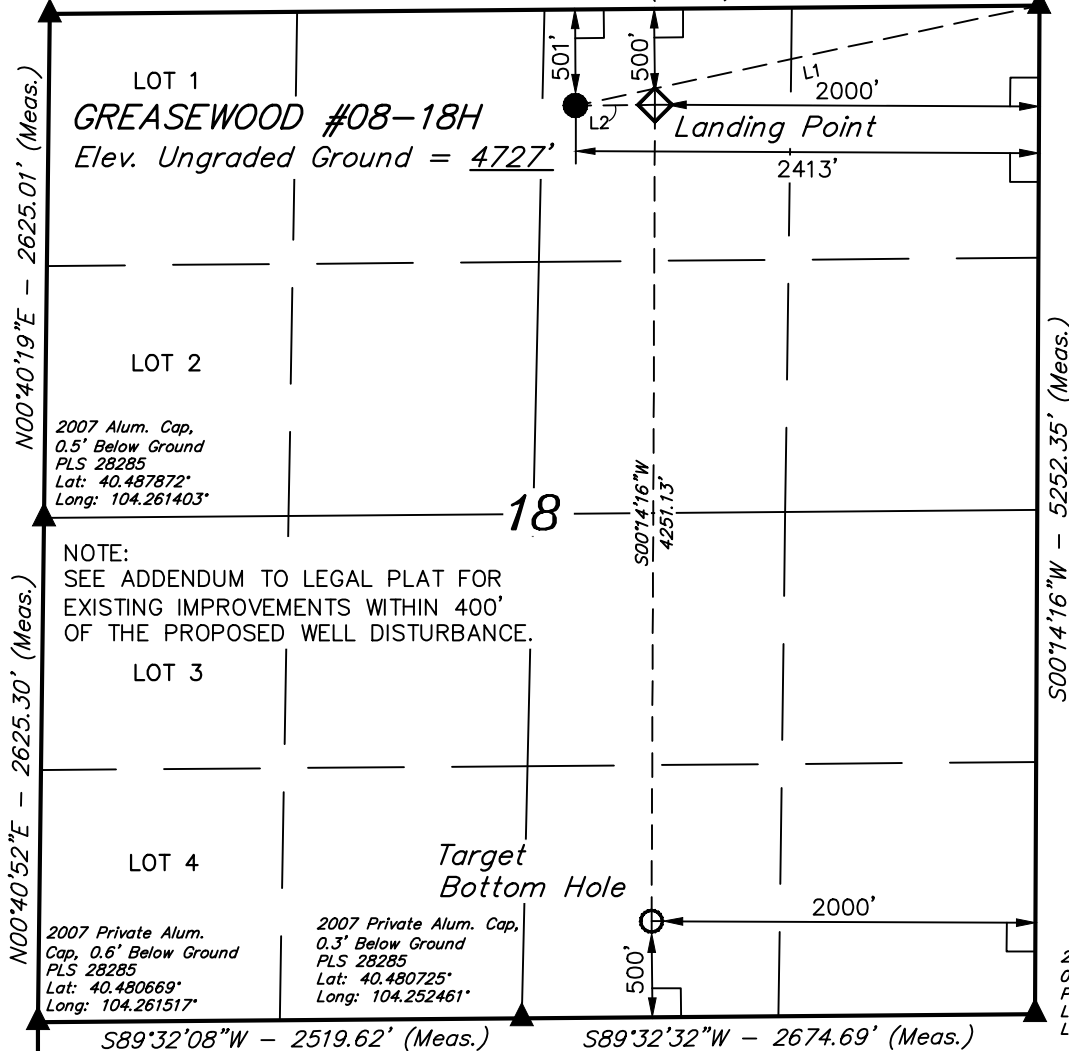 501'
500'
LOT 1
L1
2000'
GREASEWOOD #08-18H
L2
Landing Point
Elev. Ungraded Ground = 4727'
2413'
N00°40'19"E - 2625.01' (Meas.)
LOT 2
2007 Alum. Cap,
0.5' Below Ground
PLS 28285
Lat: 40.487872°
Long: 104.261403°
18
S00°14'16"W
4251.13'
S00°14'16"W - 5252.35' (Meas.)
NOTE:
SEE ADDENDUM TO LEGAL PLAT FOR
EXISTING IMPROVEMENTS WITHIN 400'
OF THE PROPOSED WELL DISTURBANCE.
LOT 3
N00°40'52"E - 2625.30' (Meas.)
LOT 4
Target
Bottom Hole
2000'
500'
2007 Private Alum.
Cap, 0.6' Below Ground
PLS 28285
Lat: 40.480669°
Long: 104.261517°
2007 Private Alum. Cap,
0.3' Below Ground
PLS 28285
Lat: 40.480725°
Long: 104.252461°
S89°32'08"W - 2519.62' (Meas.)
S89°32'32"W - 2674.69' (Meas.)